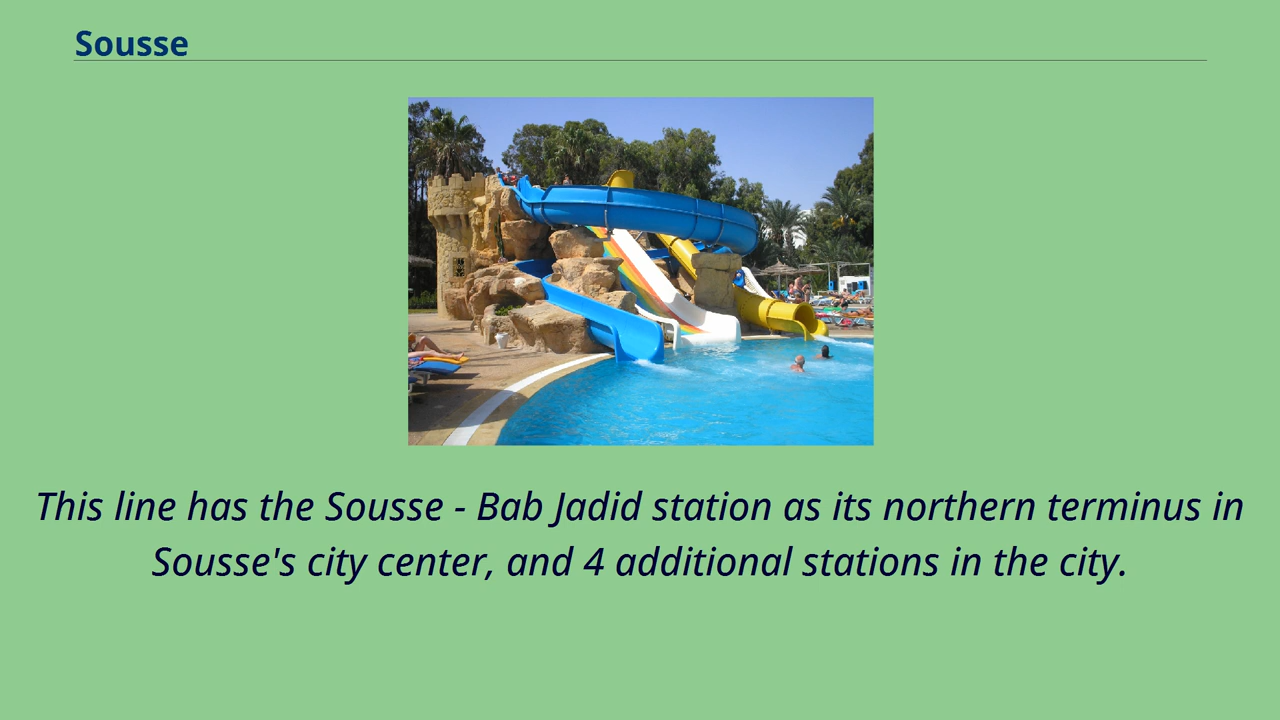 Sousse
This line has the Sousse - Bab Jadid station as its northern terminus in
Sousse's city center, and 4 additional stations in the city.